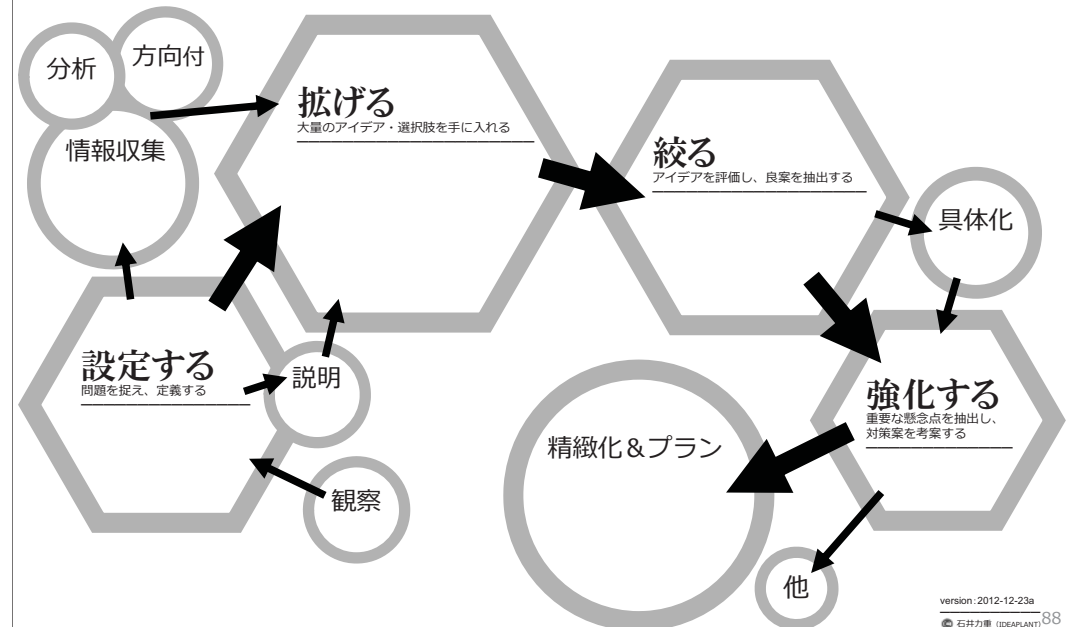 分析
方向付
情報収集
拡げる
大量のアイデア・選択肢を手に入れる
絞る
アイデアを評価し、良案を抽出する
具体化
設定する
問題を捉え、定義する
説明
観察
強化する
重要な懸念点を抽出し、
対策案を考案する
精緻化&プラン
他
version:2012-12-23a
石井力重 (IDEAPLANT)
88